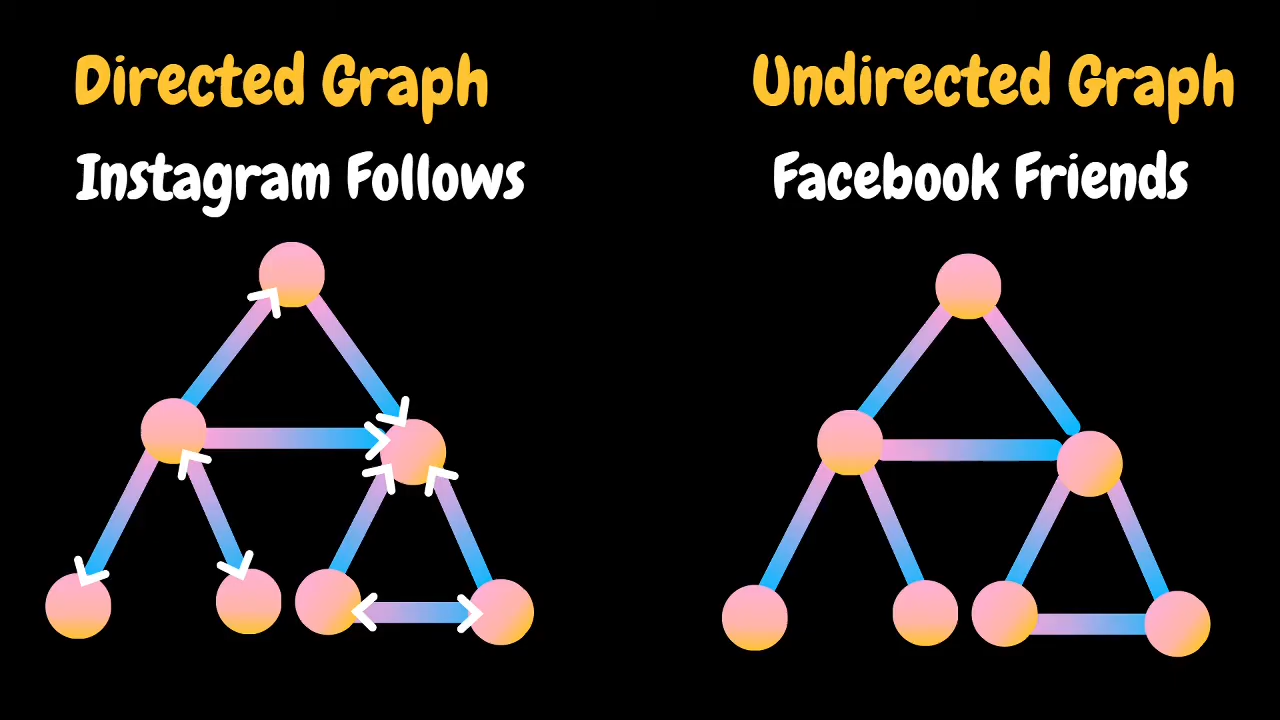 Directed Graph
Instagram Follows
Undirected Graph
Facebook Friends